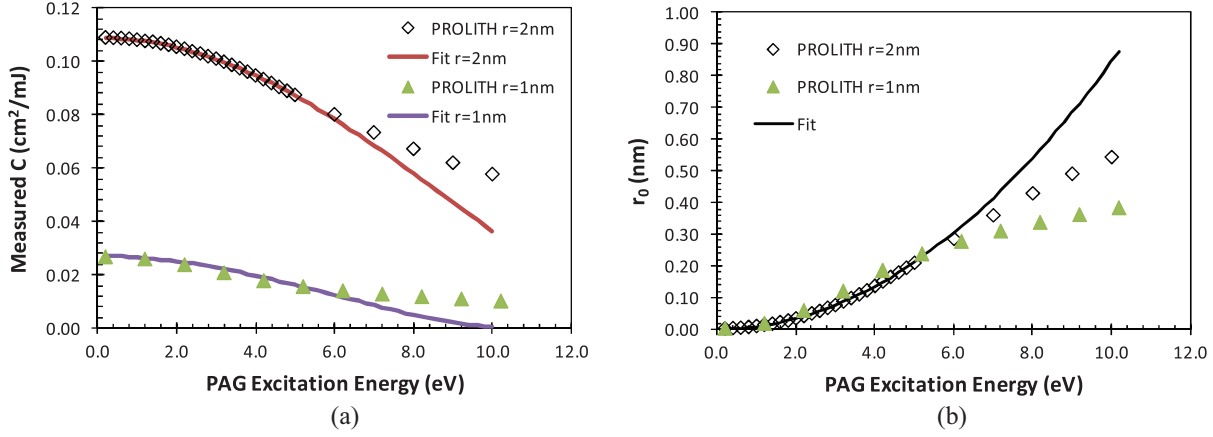 Measured C (cm²/mJ)
0.12
0.10
0.08
0.06
0.04
0.02
0.00
0.0 2.0 4.0 6.0 8.0 10.0 12.0
PAG Excitation Energy (eV)
PROLITH r=2nm
Fit r=2nm
PROLITH r=1nm
Fit r=1nm
(a)
r₀ (nm)
1.00
0.90
0.80
0.70
0.60
0.50
0.40
0.30
0.20
0.10
0.00
0.0 2.0 4.0 6.0 8.0 10.0 12.0
PAG Excitation Energy (eV)
PROLITH r=2nm
PROLITH r=1nm
Fit
(b)